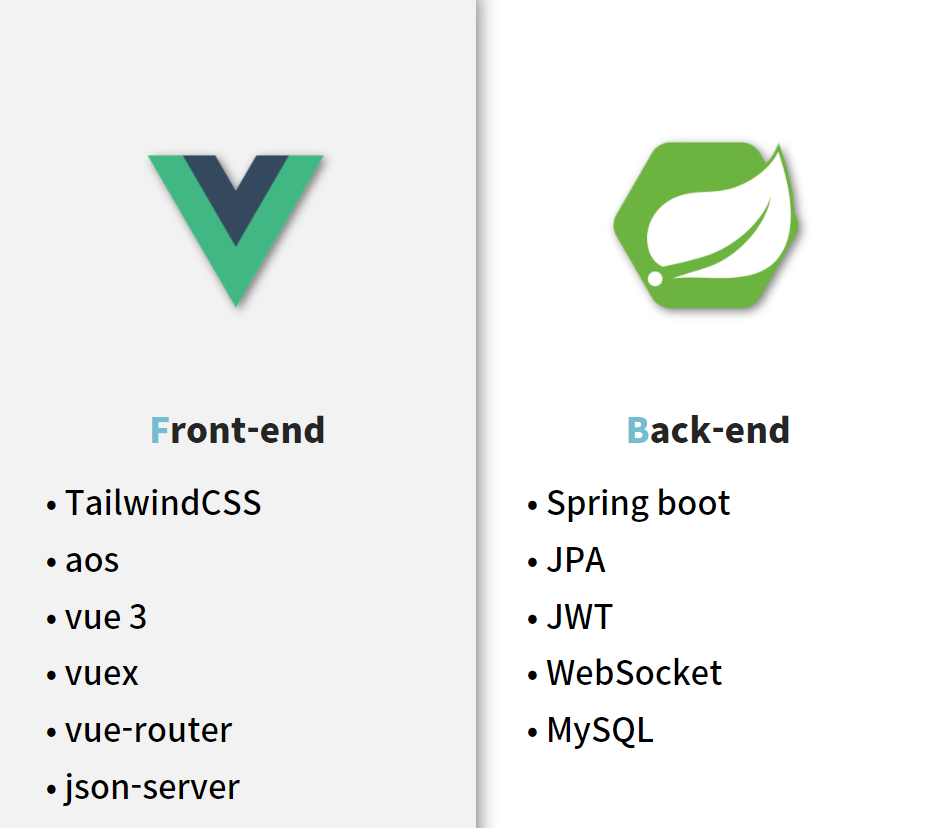 Front-end
• TailwindCSS
• aos
• vue 3
• vuex
• vue-router
• json-server
Back-end
• Spring boot
• JPA
• JWT
• WebSocket
• MySQL